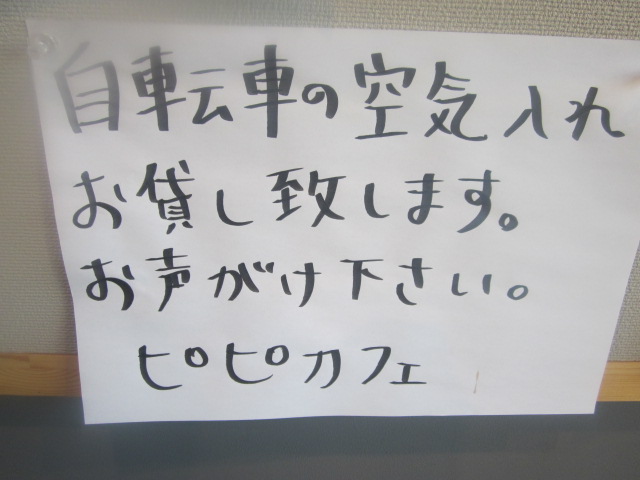 自転車の空気入れ
お貸し致します。
お声がけ下さい。
ピピカフェ